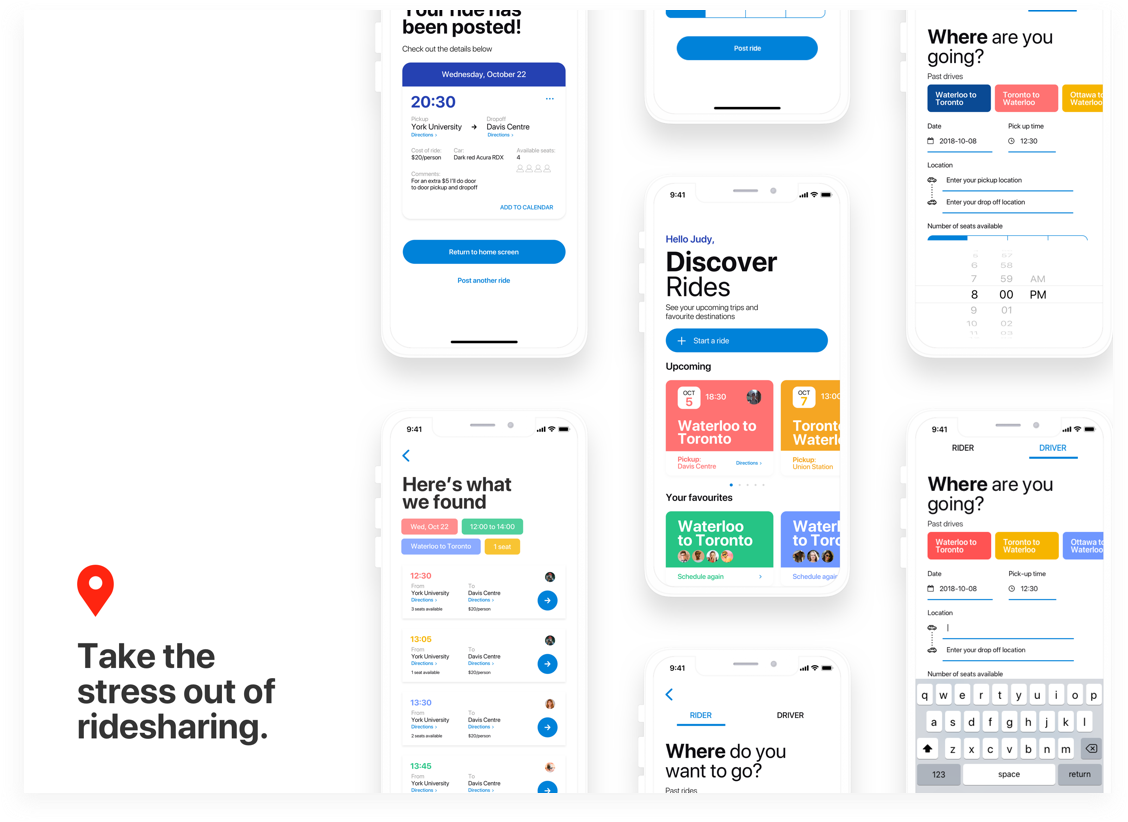 Take the
stress out of
ridesharing.
Your ride has
been posted!
Check out the details below
Wednesday, October 22
20:30
Pickup
York University
Directions ›
Dropoff
Davis Centre
Directions ›
Cost of ride:
$20/person
Car:
Dark red Acura RDX
Available seats:
4
Comments:
For an extra $5 I'll do door
to door pickup and dropoff
ADD TO CALENDAR
Return to home screen
Post another ride
9:41
Here's what
we found
Wed, Oct 22
12:00 to 14:00
Waterloo to Toronto
1 seat
12:30
From
York University
Directions ›
3 seats available
To
Davis Centre
Directions ›
$20/person
13:05
From
York University
Directions ›
1 seat available
To
Davis Centre
Directions ›
$20/person
13:30
From
York University
Directions ›
2 seats available
To
Davis Centre
Directions ›
$20/person
13:45
From
York University
Directions ›
To
Davis Centre
Directions ›
Post ride
9:41
Hello Judy,
Discover
Rides
See your upcoming trips and
favourite destinations
Start a ride
Upcoming
OCT
5
18:30
Waterloo to
Toronto
Pickup:
Davis Centre
Directions ›
OCT
7
13:00
Toronto
Waterl
Pickup:
Union Station
Your favourites
Waterloo
to Toronto
Schedule again
Waterl
to Toro
Schedule again
9:41
RIDER
DRIVER
Where do you
want to go?
Past rides
Where are you
going?
Past drives
Waterloo to
Toronto
Toronto to
Waterloo
Ottawa to
Waterloo
Date
2018-10-08
Pick up time
12:30
Location
Enter your pickup location
Enter your drop off location
Number of seats available
5 57
6 58
7 59 AM
8 00 PM
9 01
10 02
11 03
9:41
RIDER
DRIVER
Where are you
going?
Past drives
Waterloo to
Toronto
Toronto to
Waterloo
Ottawa to
Waterloo
Date
2018-10-08
Pick-up time
12:30
Location
Enter your drop off location
Number of seats available
q w e r t y u i o p
a s d f g h j k l
z x c v b n m
123
space
return